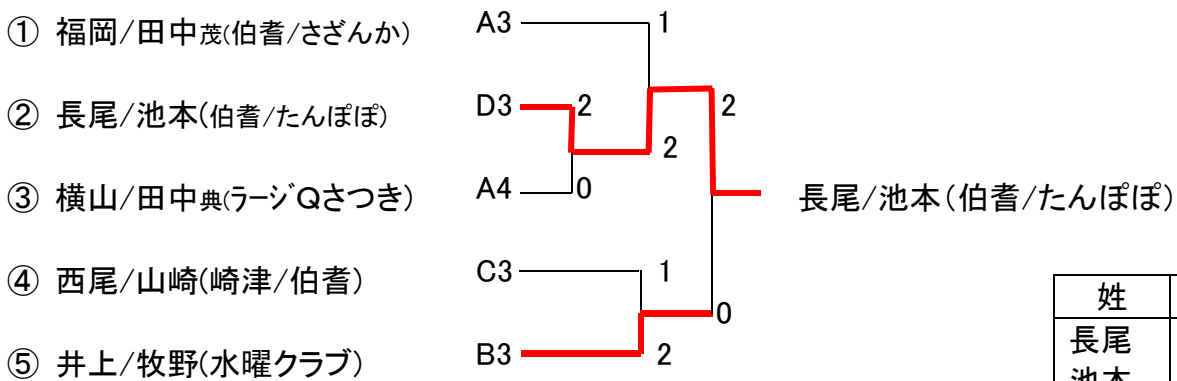 ① 福岡/田中茂(伯耆/さざんか) A3 1
② 長尾/池本(伯耆/たんぽぽ) D3 2 2
2
③ 横山/田中典(ラージQさつき) A4 0 長尾/池本(伯耆/たんぽぽ)
④ 西尾/山崎(崎津/伯耆) C3 1
姓
0
⑤ 井上/牧野(水曜クラブ) B3 2
長尾
池本